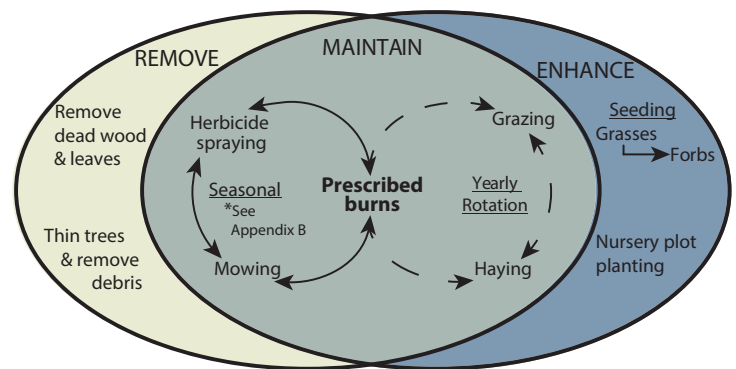 REMOVE
MAINTAIN
ENHANCE
Remove
dead wood
& leaves
Thin trees
& remove
debris
Herbicide
spraying
Seasonal
*See
Appendix B
Mowing
Prescribed
burns
Grazing
Yearly
Rotation
Haying
Seeding
Grasses
Forbs
Nursery plot
planting